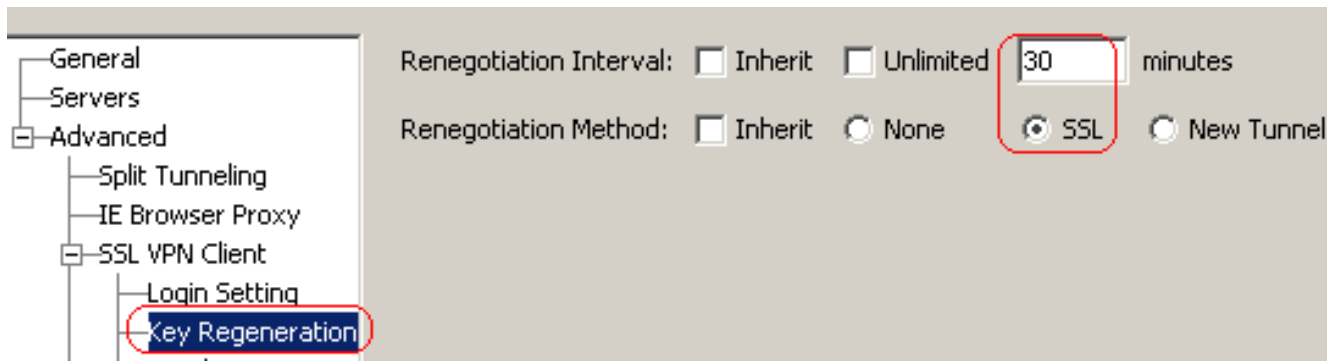 General
Servers
Advanced
Split Tunneling
IE Browser Proxy
SSL VPN Client
Login Setting
Key Regeneration
Renegotiation Interval: Inherit Unlimited 30 minutes
Renegotiation Method: Inherit None SSL New Tunnel